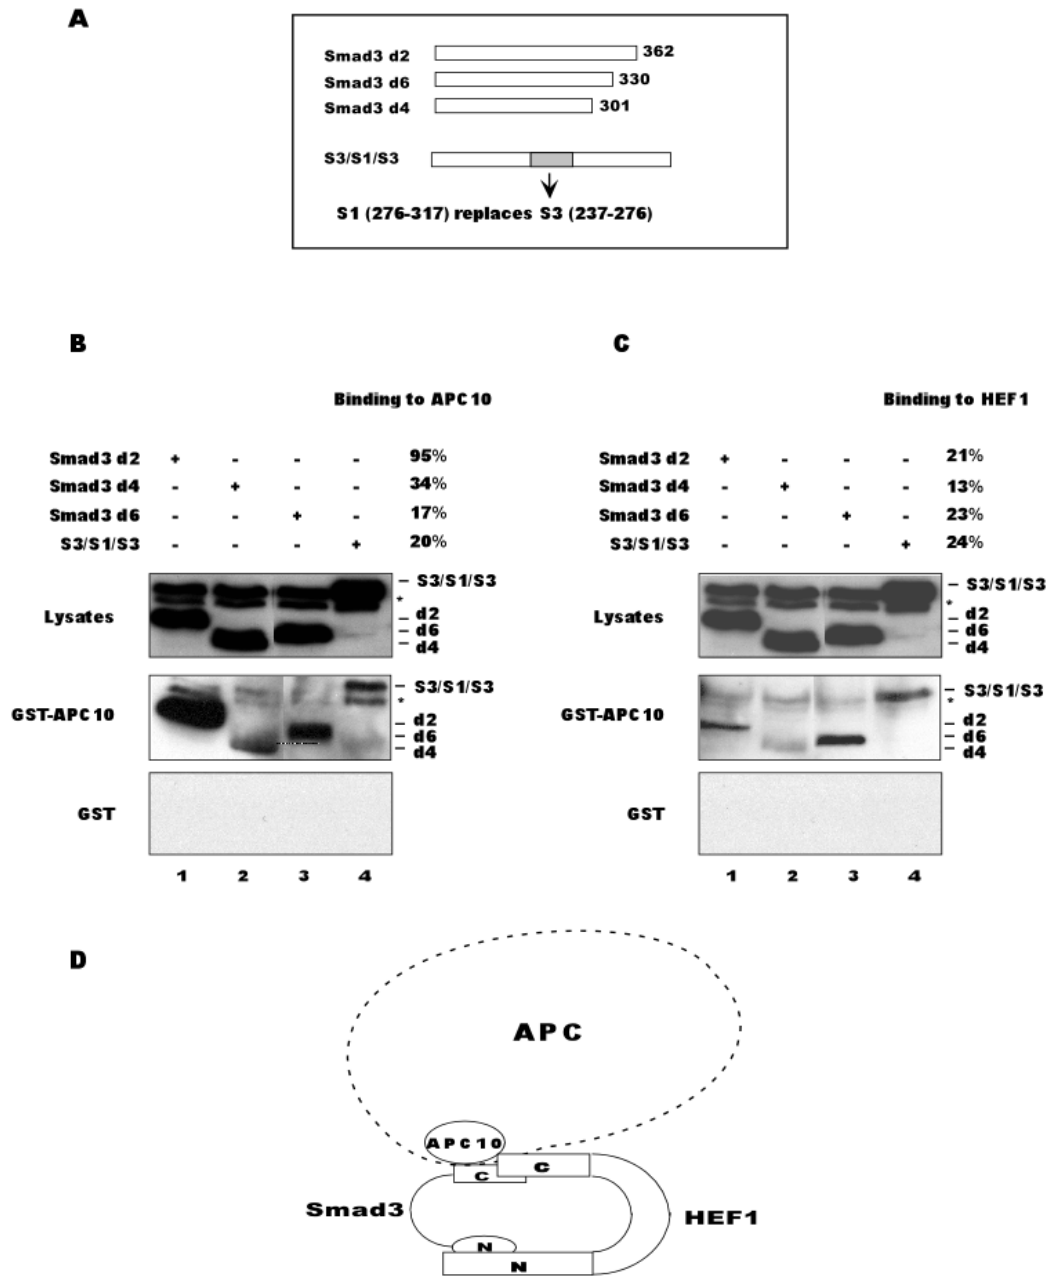 A
Smad3 d2 362
Smad3 d6 330
Smad3 d4 301
S3/S1/S3
S1 (276-317) replaces S3 (237-276)
B
Binding to APC10
Smad3 d2 + - - - 95%
Smad3 d4 - + - - 34%
Smad3 d6 - - + - 17%
S3/S1/S3 - - - + 20%
Lysates
S3/S1/S3
*
d2
d6
d4
GST-APC10
S3/S1/S3
*
d2
d6
d4
GST
1 2 3 4
C
Binding to HEF1
Smad3 d2 + - - - 21%
Smad3 d4 - + - - 13%
Smad3 d6 - - + - 23%
S3/S1/S3 - - - + 24%
Lysates
S3/S1/S3
*
d2
d6
d4
GST-APC10
S3/S1/S3
*
d2
d6
d4
GST
1 2 3 4
D
APC
APC10
C
C
Smad3
HEF1
N
N